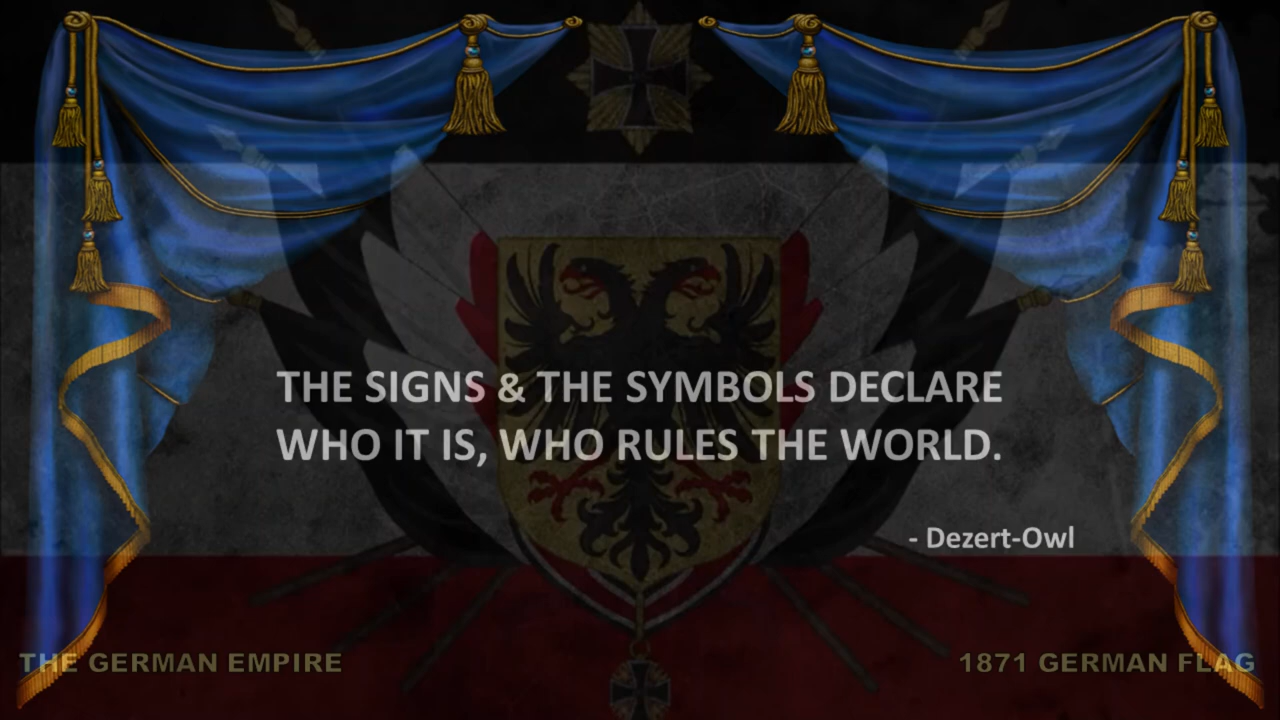 THE SIGNS & THE SYMBOLS DECLARE
WHO IT IS, WHO RULES THE WORLD.
- Dezert-Owl
THE GERMAN EMPIRE
1871 GERMAN FLAG